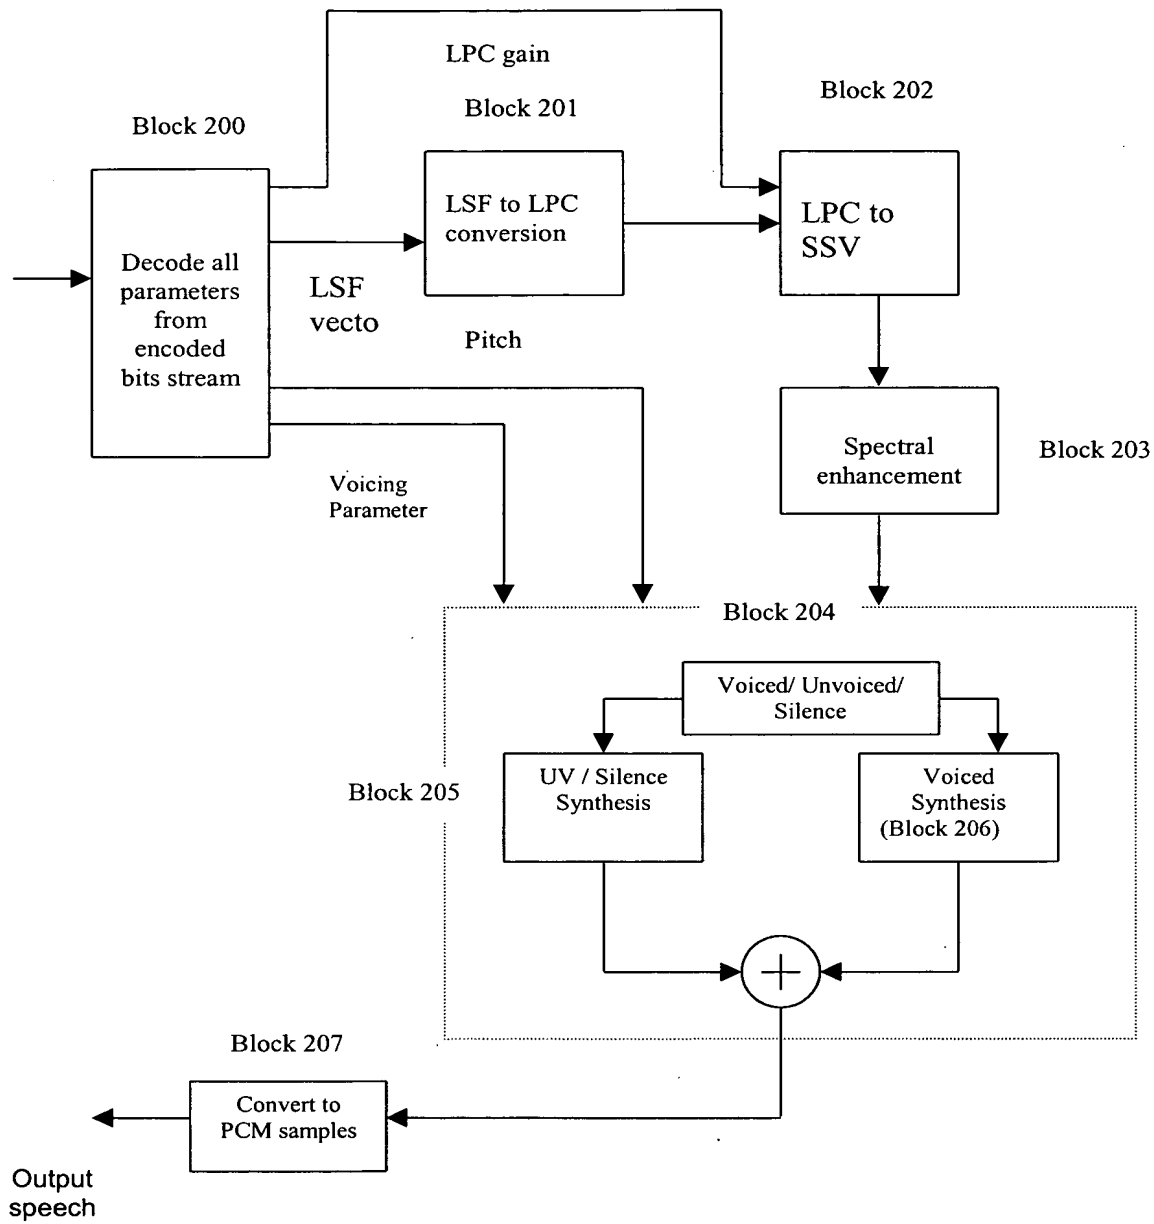 LPC gain
Block 202
Block 201
Block 200
LSF to LPC
conversion
LPC to
SSV
Decode all
parameters
from
encoded
bits stream
LSF
vecto
Pitch
Spectral
enhancement
Block 203
Voicing
Parameter
Block 204
Voiced/ Unvoiced/
Silence
Block 205
UV / Silence
Synthesis
Voiced
Synthesis
(Block 206)
Block 207
Convert to
PCM samples
Output
speech